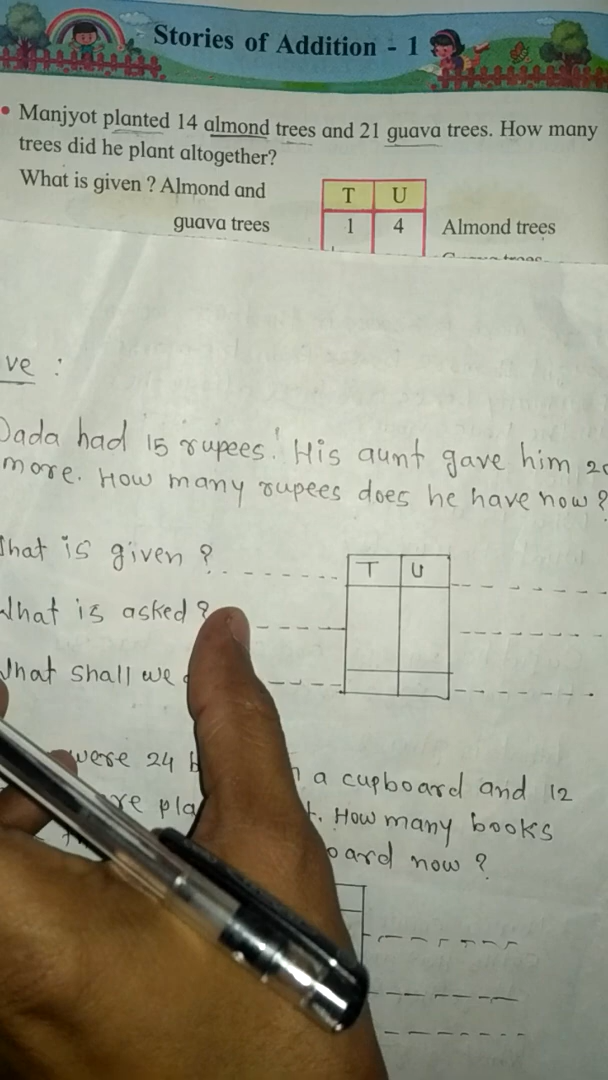 Stories of Addition - 1
• Manjyot planted 14 almond trees and 21 guava trees. How many
trees did he plant altogether?
What is given ? Almond and
guava trees
T U
1 4 Almond trees
ve :
Dada had 15 rupees. His aunt gave him
more. How many rupees does he have now ?
hat is given ?
T U
hat is asked ?
hat shall we
were 24
a cupboard and 12
re pla
t. How many books
oard now ?